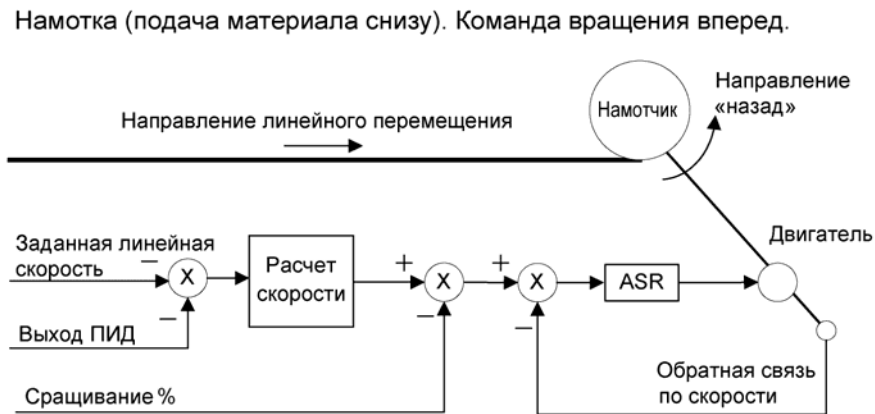 Намотка (подача материала снизу). Команда вращения вперед.
Направление
«назад»
Намотчик
Направление линейного перемещения
Двигатель
Заданная линейная
скорость
−
X
−
Расчет
скорости
+
X
−
+
X
−
ASR
Выход ПИД
Обратная связь
по скорости
Сращивание %